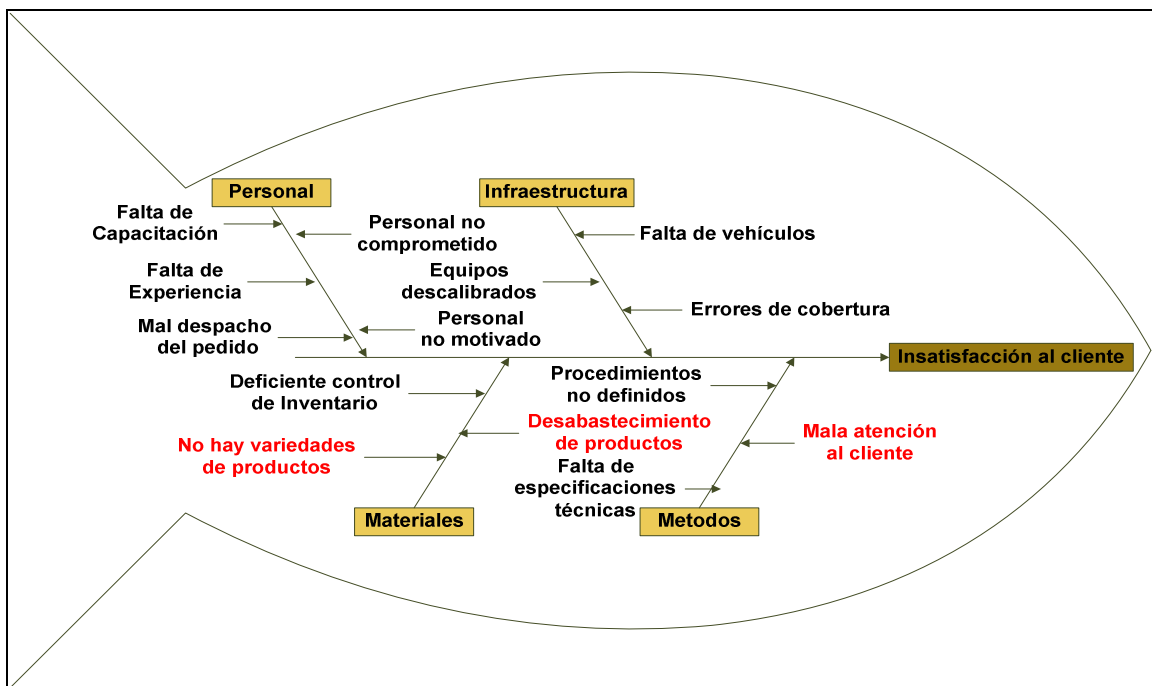 Personal
Infraestructura
Falta de
Capacitación
Personal no
comprometido
Falta de vehículos
Falta de
Experiencia
Equipos
descalibrados
Errores de cobertura
Mal despacho
del pedido
Personal
no motivado
Insatisfacción al cliente
Deficiente control
de Inventario
Procedimientos
no definidos
No hay variedades
de productos
Desabastecimiento
de productos
Mala atención
al cliente
Falta de
especificaciones
técnicas
Materiales
Metodos